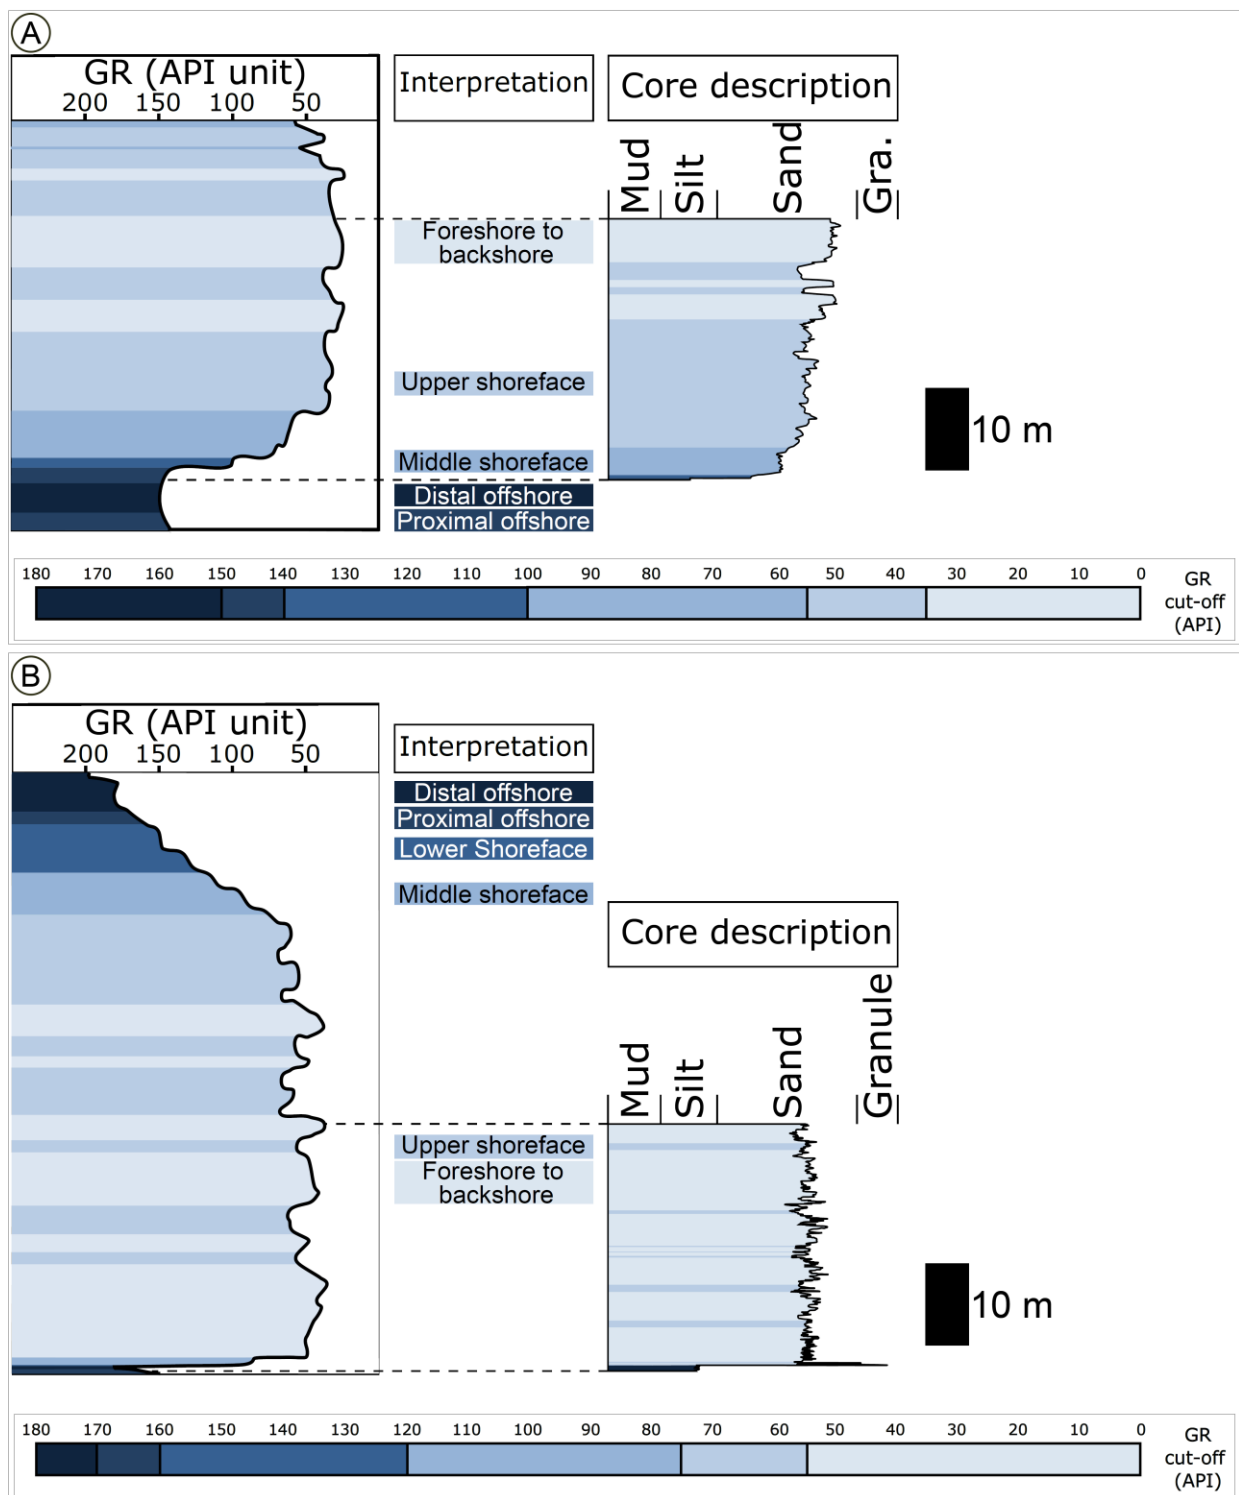 A
GR (API unit)
200 150 100 50
Interpretation
Core description
Mud
Silt
Sand
Gra.
Foreshore to
backshore
Upper shoreface
Middle shoreface
Distal offshore
Proximal offshore
10 m
180 170 160 140 130 120 110 100 90 80 70 60 40 30 20 10 0
GR
cut-off
(API)
B
GR (API unit)
200 150 100 50
Interpretation
Distal offshore
Proximal offshore
Lower Shoreface
Middle shoreface
Core description
Mud
Silt
Sand
Granule
Upper shoreface
Foreshore to
backshore
10 m
180 170 160 140 130 120 110 100 90 80 70 60 40 30 20 10 0
GR
cut-off
(API)